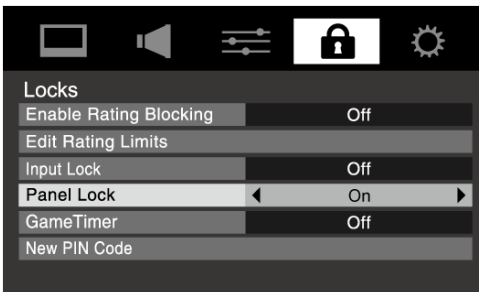 Locks
Enable Rating Blocking Off
Edit Rating Limits
Input Lock Off
Panel Lock On
GameTimer Off
New PIN Code